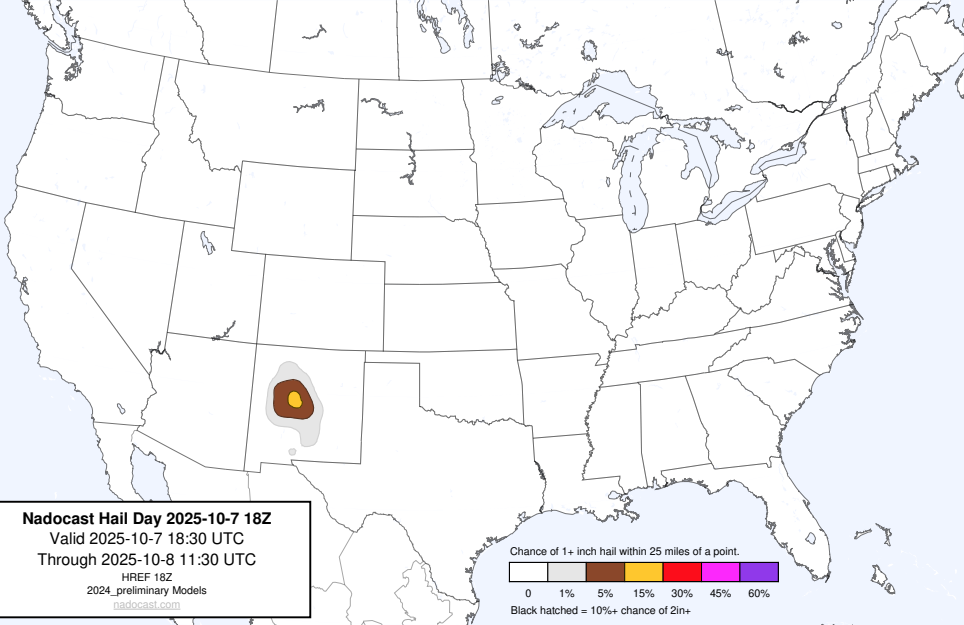 Nadocast Hail Day 2025-10-7 18Z
Valid 2025-10-7 18:30 UTC
Through 2025-10-8 11:30 UTC
HREF 18Z
2024_preliminary Models
nadocast.com
Chance of 1+ inch hail within 25 miles of a point.
0 1% 5% 15% 30% 45% 60%
Black hatched = 10%+ chance of 2in+